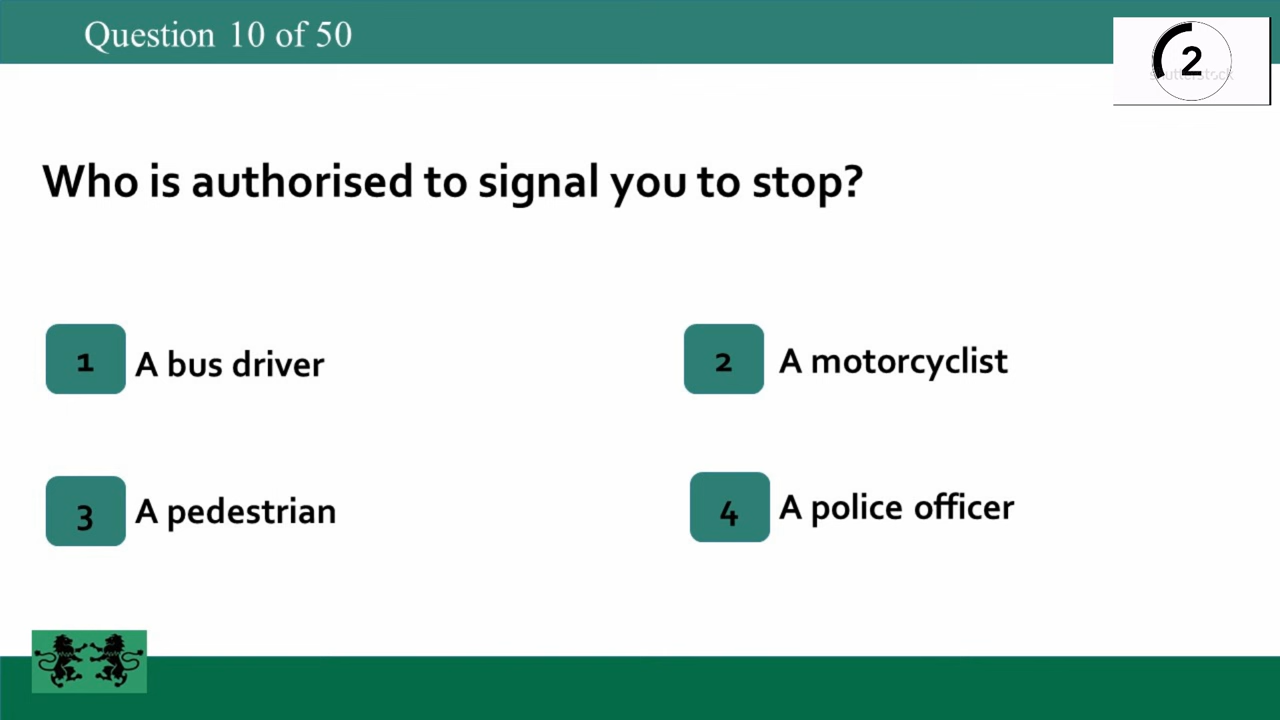 Question 10 of 50
2
shutterstock
Who is authorised to signal you to stop?
1 A bus driver
2 A motorcyclist
3 A pedestrian
4 A police officer